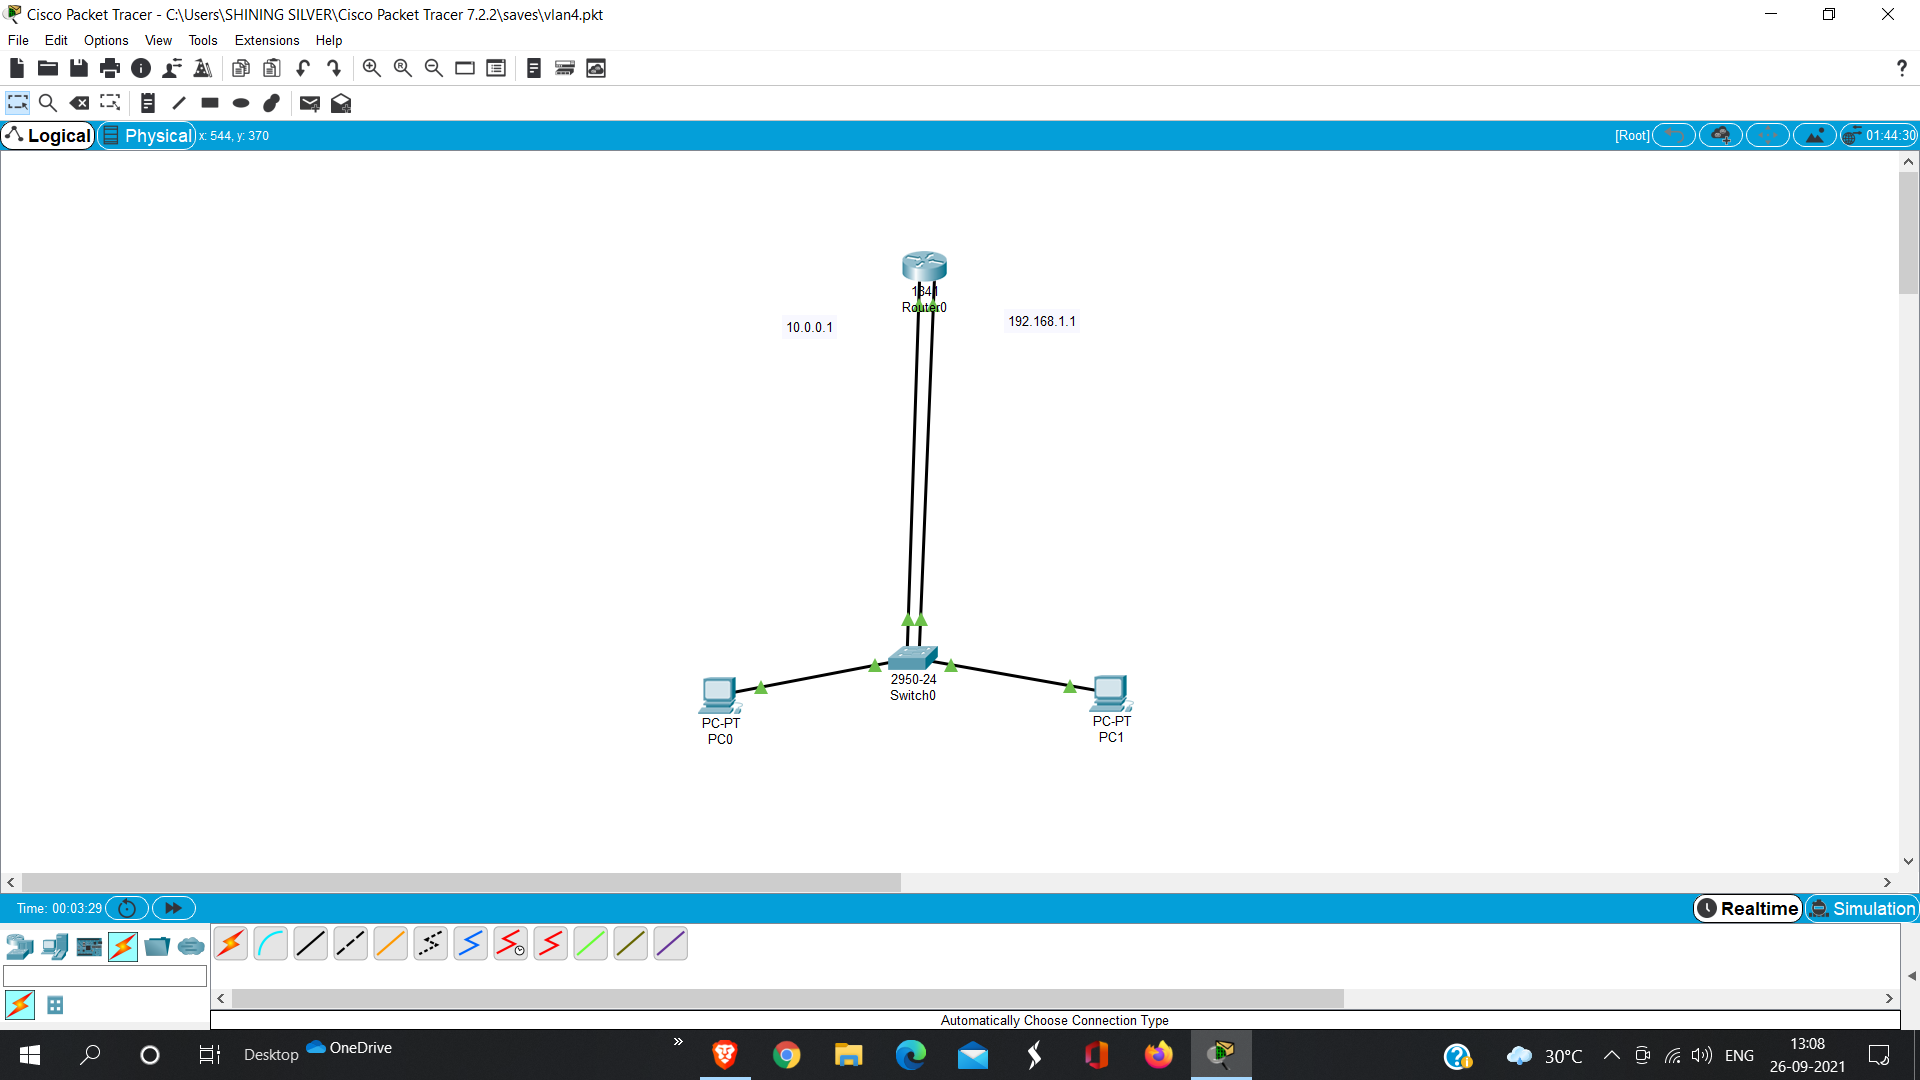 Cisco Packet Tracer - C:\Users\SHINING SILVER\Cisco Packet Tracer 7.2.2\saves\vlan4.pkt
File Edit Options View Tools Extensions Help
?
Logical Physical x: 544, y: 370 [Root] 01:44:30
1841
Router0
10.0.0.1
192.168.1.1
2950-24
Switch0
PC-PT
PC0
PC-PT
PC1
Time: 00:03:29 Realtime Simulation
Automatically Choose Connection Type
Desktop OneDrive » 30°C ENG 13:08
26-09-2021